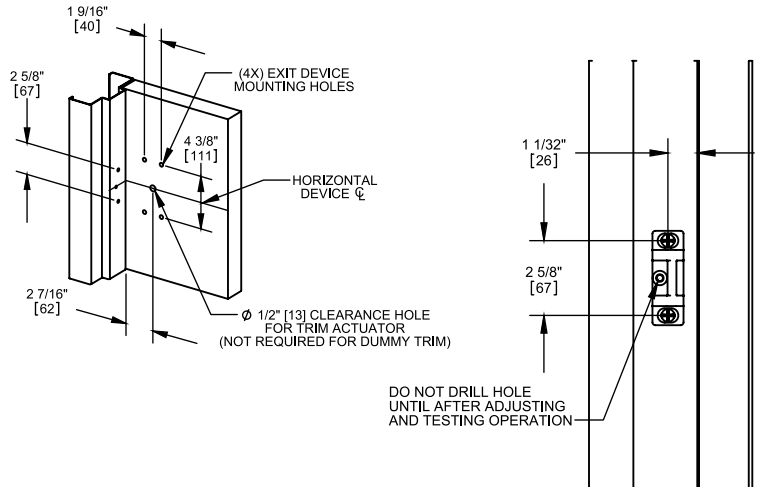 1 9/16"
[40]
2 5/8"
[67]
(4X) EXIT DEVICE
MOUNTING HOLES
4 3/8"
[111]
HORIZONTAL
DEVICE ℄
2 7/16"
[62]
Ø 1/2" [13] CLEARANCE HOLE
FOR TRIM ACTUATOR
(NOT REQUIRED FOR DUMMY TRIM)
1 1/32"
[26]
2 5/8"
[67]
DO NOT DRILL HOLE
UNTIL AFTER ADJUSTING
AND TESTING OPERATION